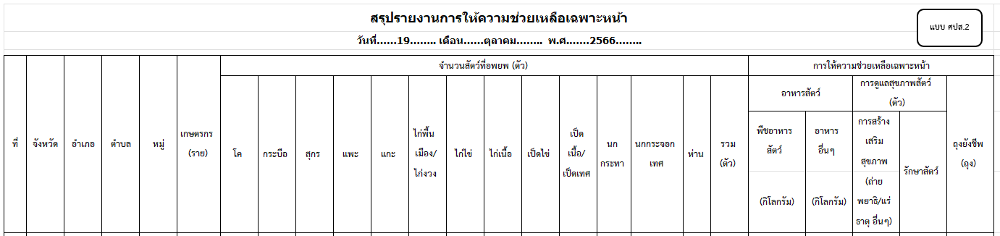 สรุปรายงานการให้ความช่วยเหลือเฉพาะหน้า
แบบ ศปส.2
วันที่......19........ เดือน......ตุลาคม........ พ.ศ.......2566........
ที่
จังหวัด
อำเภอ
ตำบล
หมู่
เกษตรกร
(ราย)
จำนวนสัตว์ที่อพยพ (ตัว)
โค
กระบือ
สุกร
แพะ
แกะ
ไก่พื้น
เมือง/
ไก่งวง
ไก่ไข่
ไก่เนื้อ
เป็ดไข่
เป็ด
เนื้อ/
เป็ดเทศ
นก
กระทา
นกกระจอก
เทศ
ห่าน
รวม
(ตัว)
การให้ความช่วยเหลือเฉพาะหน้า
อาหารสัตว์
พืชอาหาร
สัตว์
(กิโลกรัม)
อาหาร
อื่นๆ
(กิโลกรัม)
การดูแลสุขภาพสัตว์
(ตัว)
การสร้าง
เสริม
สุขภาพ
(ถ่าย
พยาธิ/แร่
ธาตุ อื่นๆ)
รักษาสัตว์
ถุงยังชีพ
(ถุง)